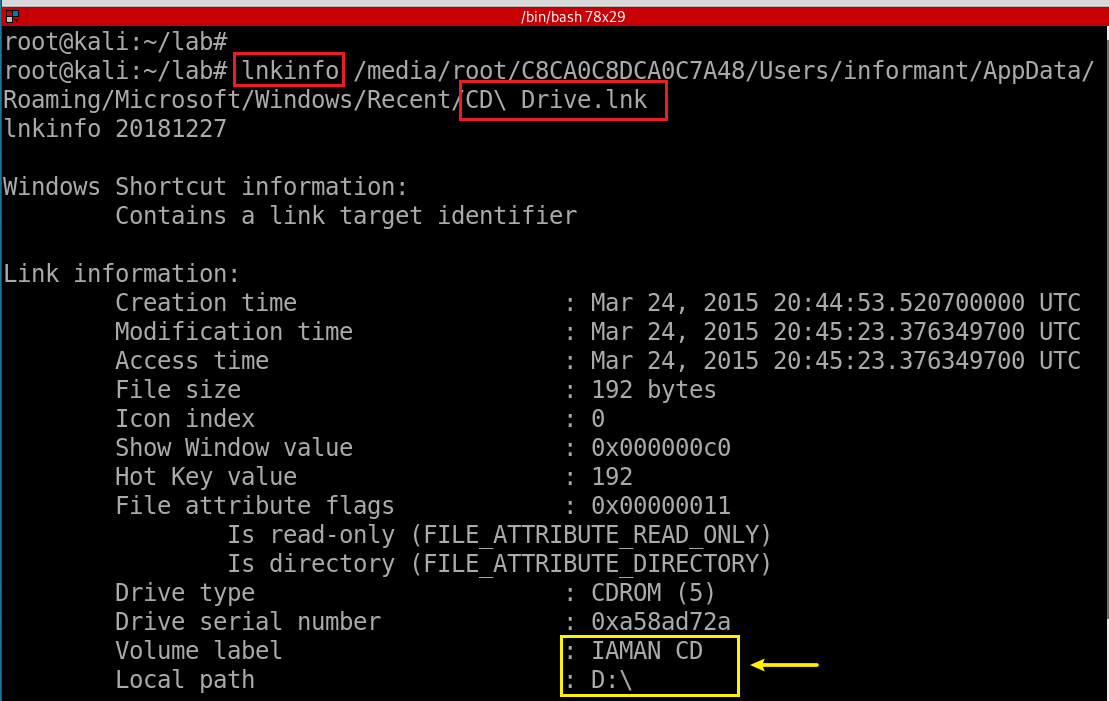 /bin/bash 78x29
root@kali:~/lab#
root@kali:~/lab# lnkinfo /media/root/C8CA0C8DCA0C7A48/Users/informant/AppData/
Roaming/Microsoft/Windows/Recent/CD\ Drive.lnk
lnkinfo 20181227
Windows Shortcut information:
Contains a link target identifier
Link information:
Creation time : Mar 24, 2015 20:44:53.520700000 UTC
Modification time : Mar 24, 2015 20:45:23.376349700 UTC
Access time : Mar 24, 2015 20:45:23.376349700 UTC
File size : 192 bytes
Icon index : 0
Show Window value : 0x000000c0
Hot Key value : 192
File attribute flags : 0x00000011
Is read-only (FILE_ATTRIBUTE_READ_ONLY)
Is directory (FILE_ATTRIBUTE_DIRECTORY)
Drive type : CDROM (5)
Drive serial number : 0xa58ad72a
Volume label : IAMAN CD
Local path : D:\